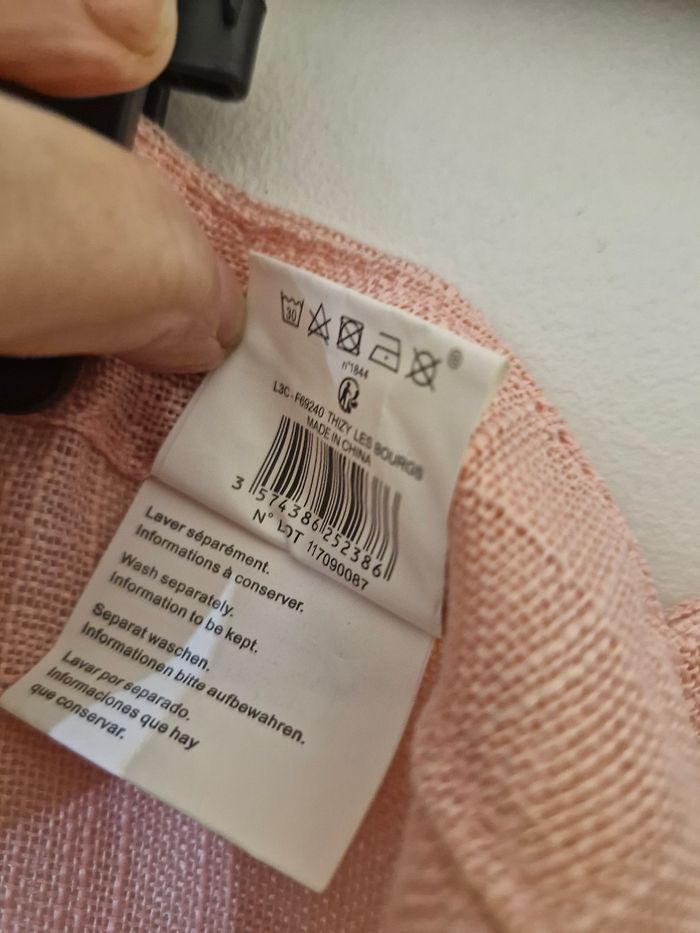 30
®
n°1844
L3C - F69240 THIZY LES BOURGS
MADE IN CHINA
3 574386 252386
N° LOT 117090087
Laver séparément.
Informations à conserver.
Wash separately.
Information to be kept.
Separat waschen.
Informationen bitte aufbewahren.
Lavar por separado.
Informaciones que hay
que conservar.